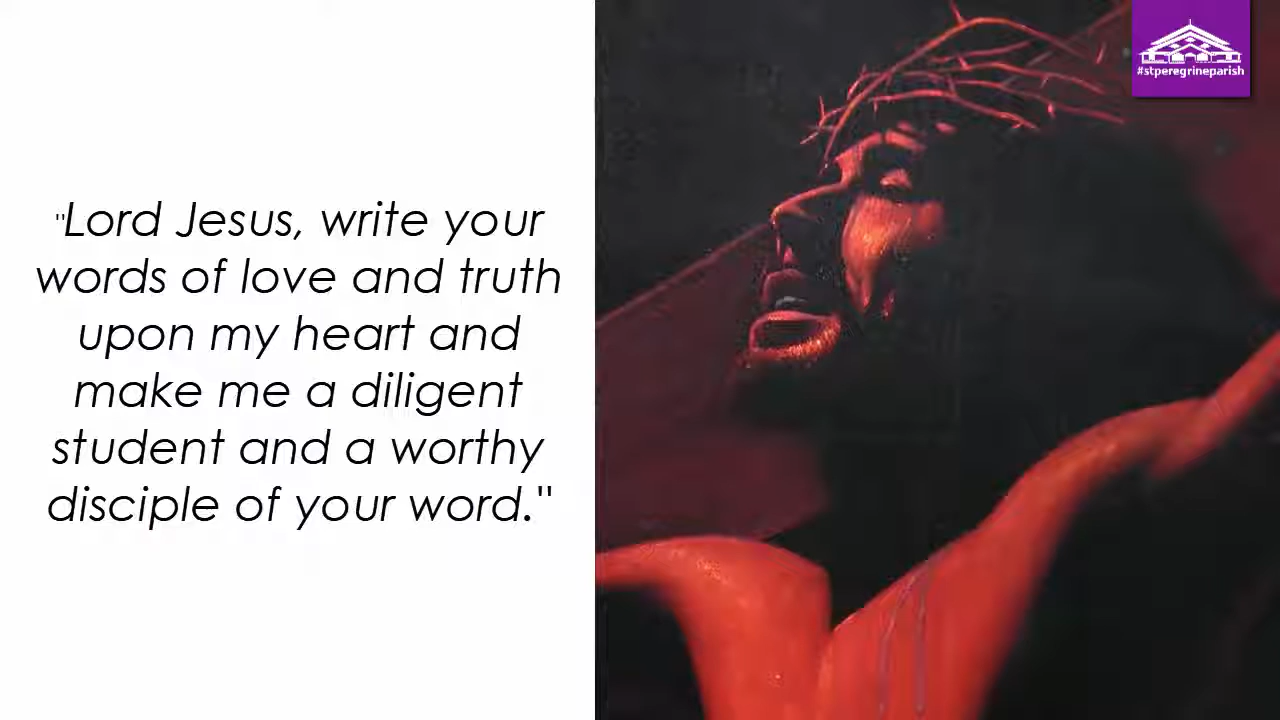 "Lord Jesus, write your
words of love and truth
upon my heart and
make me a diligent
student and a worthy
disciple of your word."
#stperegrineparish